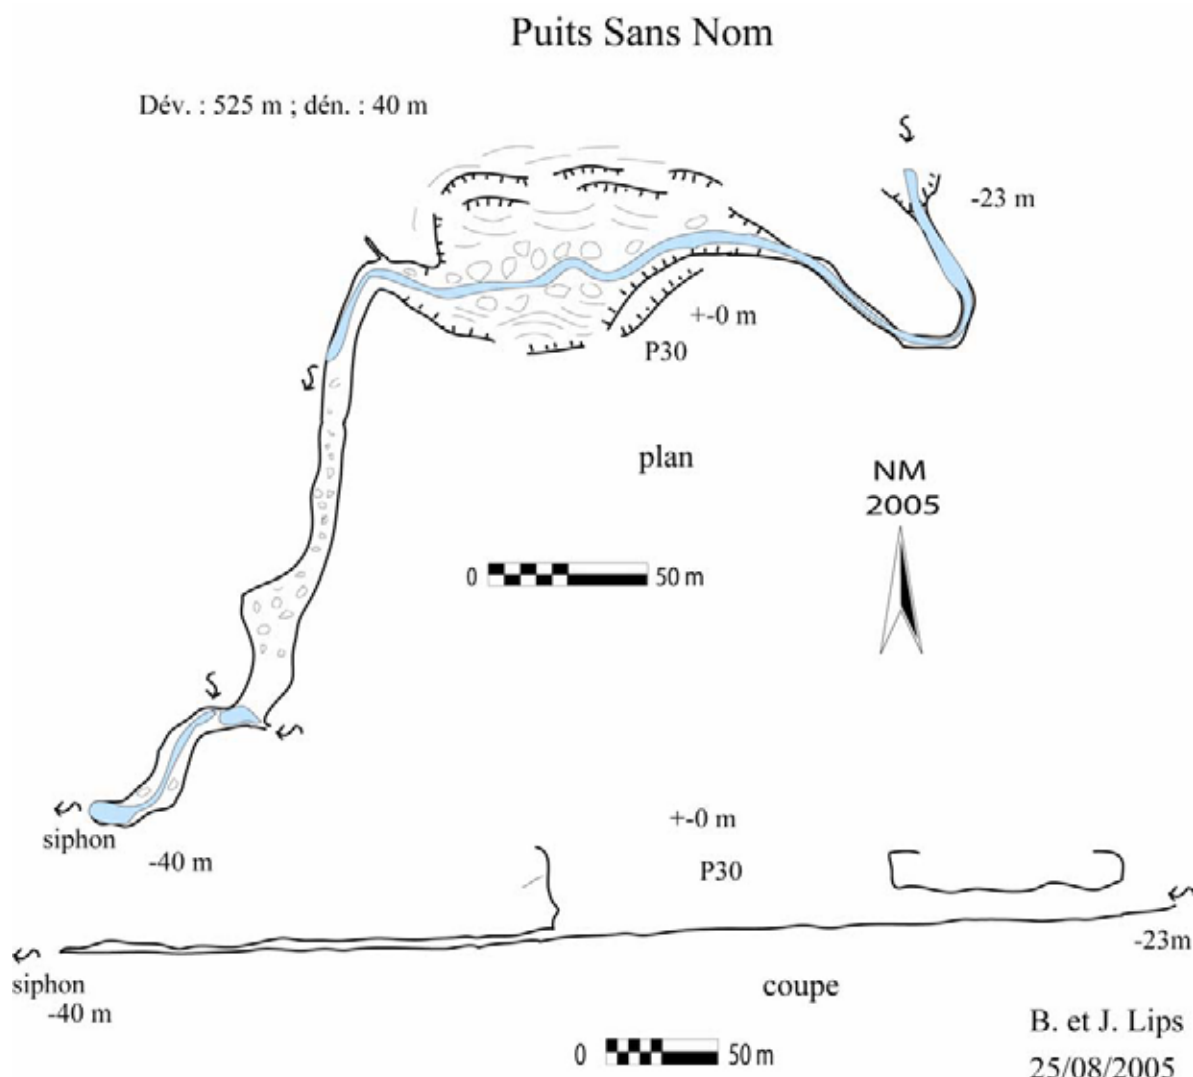 Puits Sans Nom
Dév. : 525 m ; dén. : 40 m
-23 m
+-0 m
P30
plan
NM
2005
0 50 m
siphon
-40 m
+-0 m
P30
-23m
siphon
-40 m
coupe
0 50 m
B. et J. Lips
25/08/2005